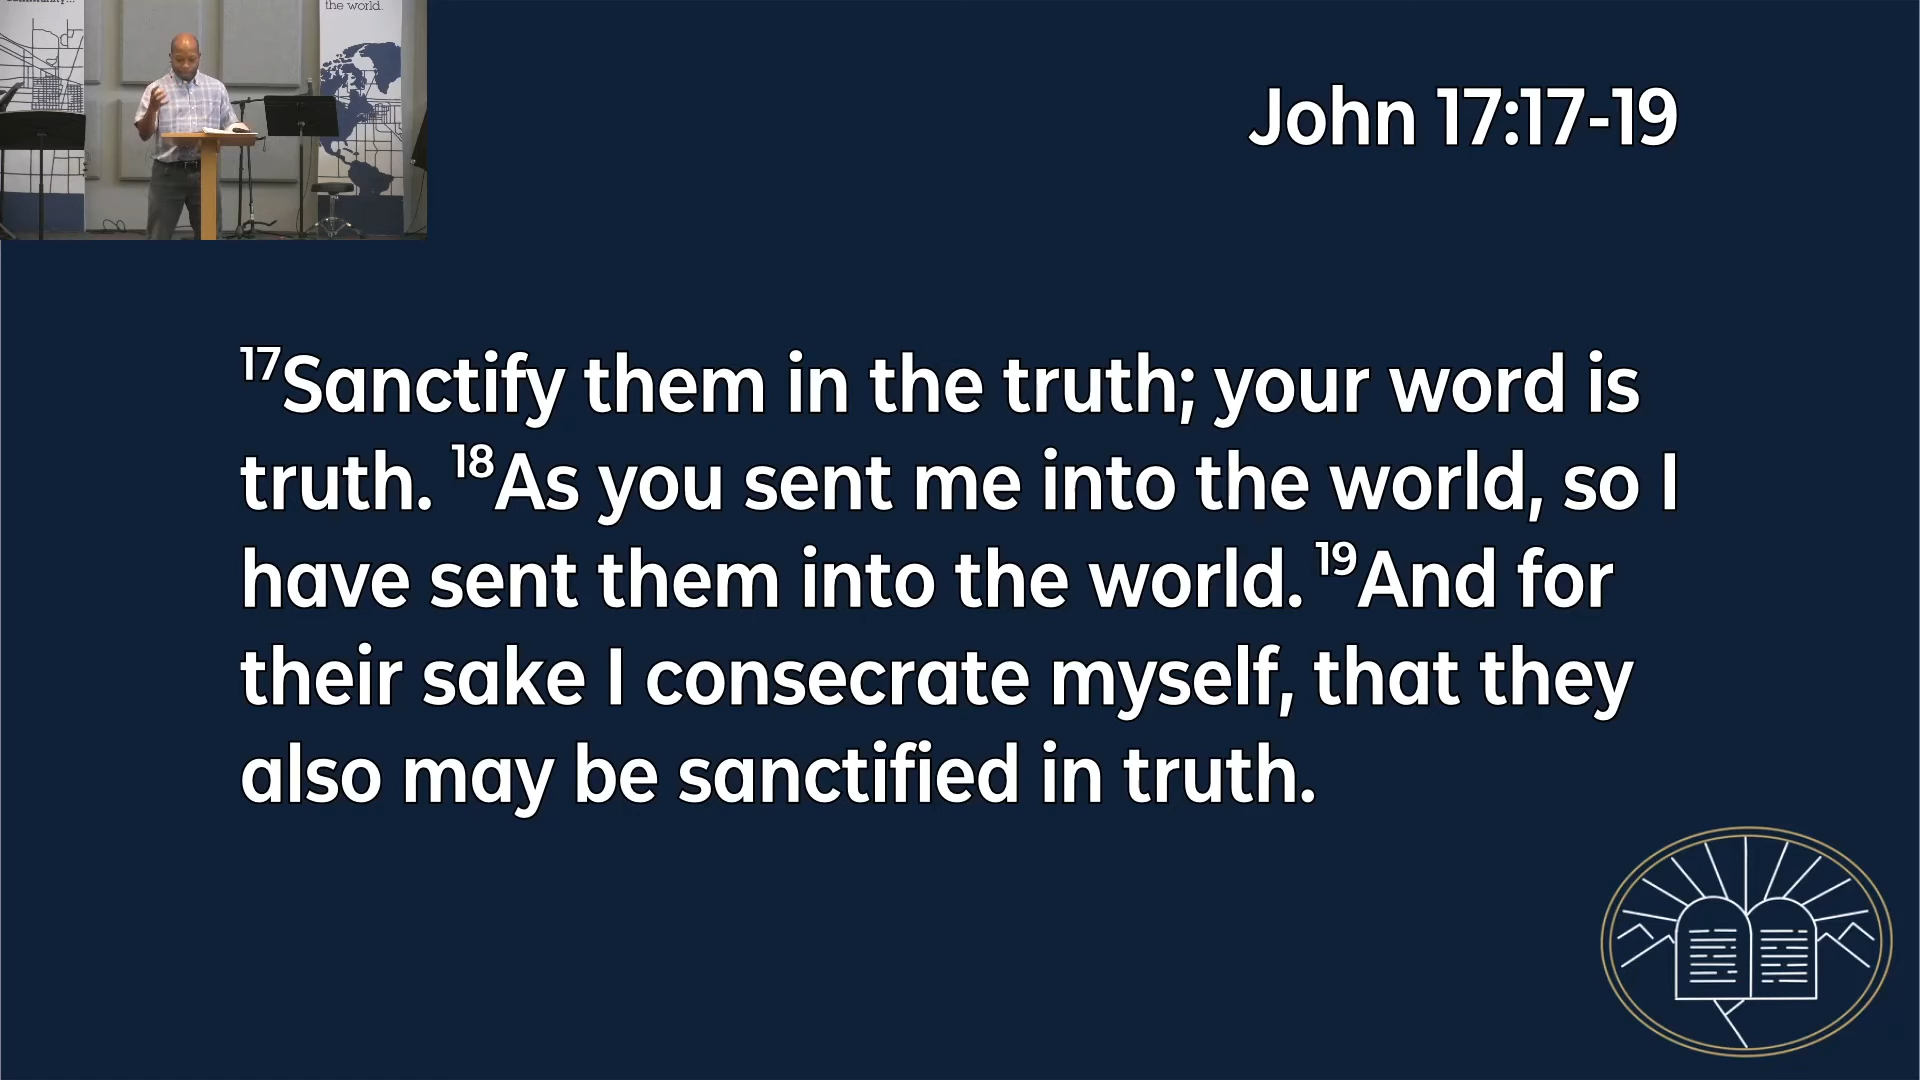 the world.
John 17:17-19
17Sanctify them in the truth; your word is
truth. 18As you sent me into the world, so I
have sent them into the world. 19And for
their sake I consecrate myself, that they
also may be sanctified in truth.